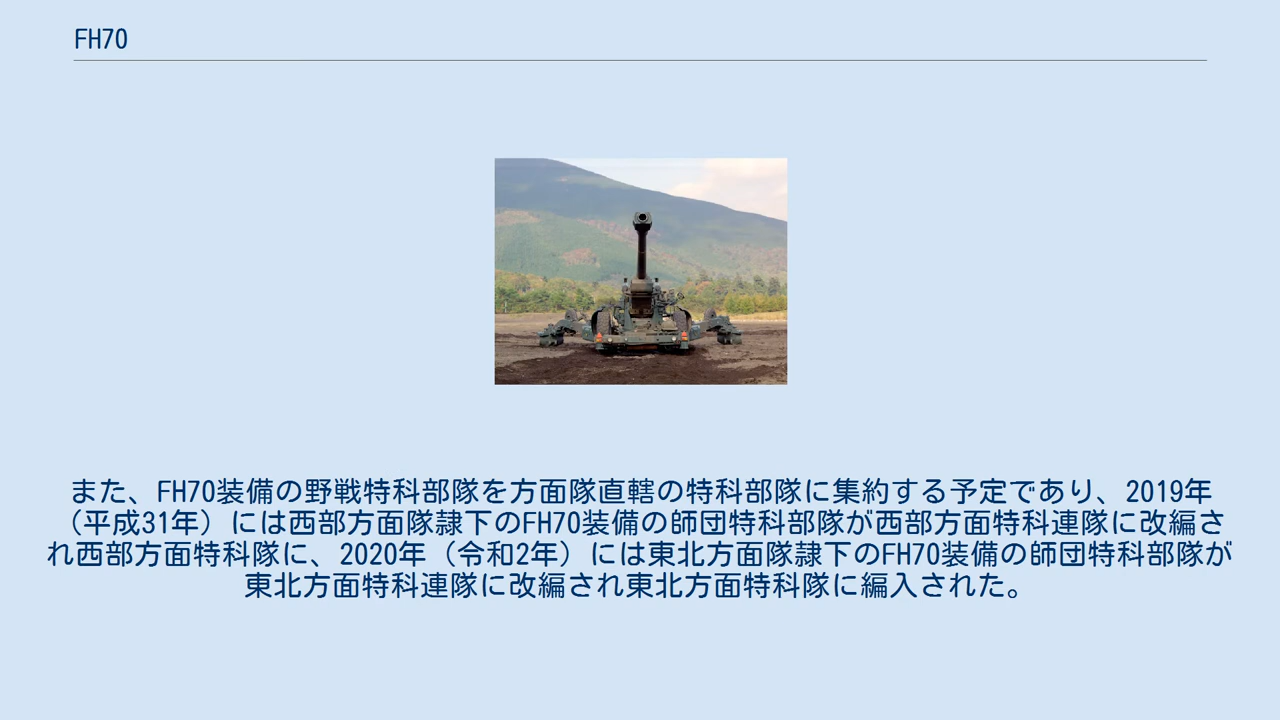 FH70
また、FH70装備の野戦特科部隊を方面隊直轄の特科部隊に集約する予定であり、2019年
（平成31年）には西部方面隊隷下のFH70装備の師団特科部隊が西部方面特科連隊に改編さ
れ西部方面特科隊に、2020年（令和2年）には東北方面隊隷下のFH70装備の師団特科部隊が
東北方面特科連隊に改編され東北方面特科隊に編入された。